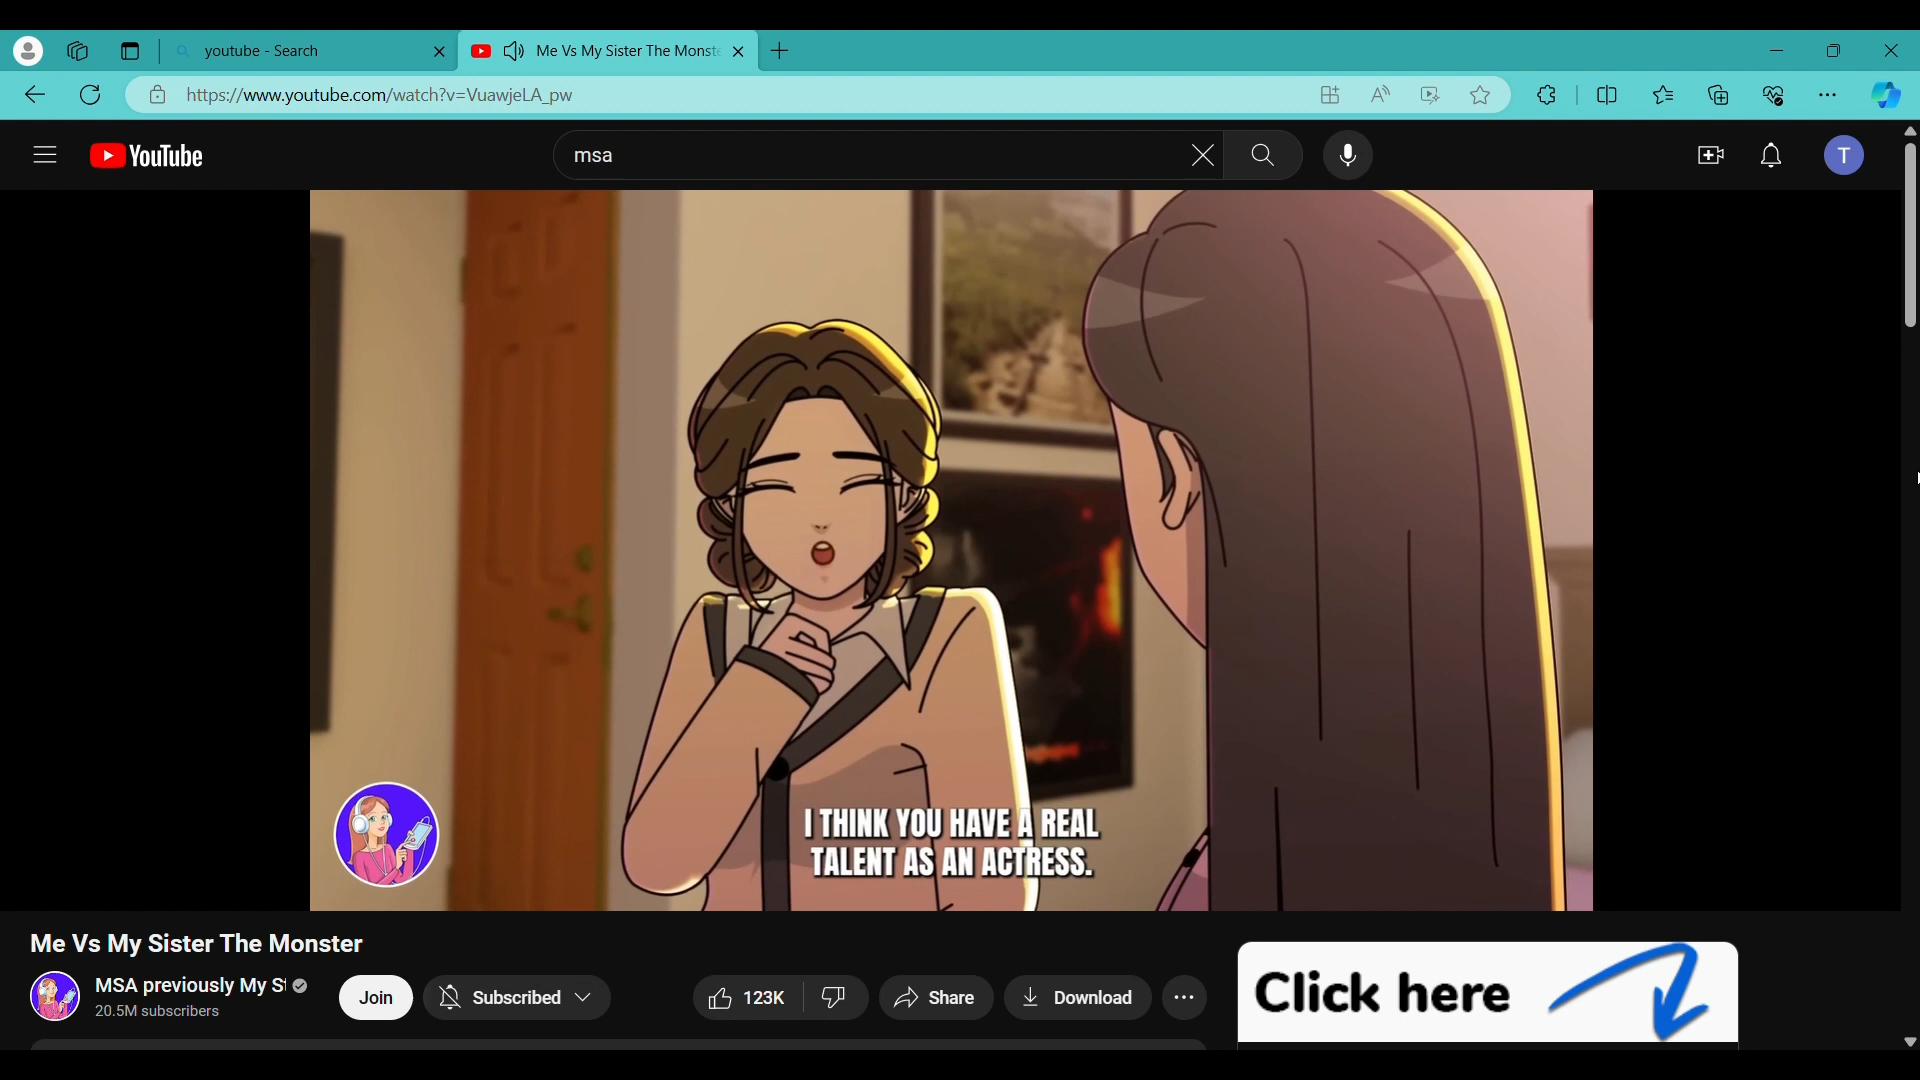 youtube - Search
Me Vs My Sister The Monst
https://www.youtube.com/watch?v=VuawjeLA_pw
YouTube
msa
T
I THINK YOU HAVE A REAL
TALENT AS AN ACTRESS.
Me Vs My Sister The Monster
MSA previously My St
20.5M subscribers
Join
Subscribed
123K
Share
Download
Click here